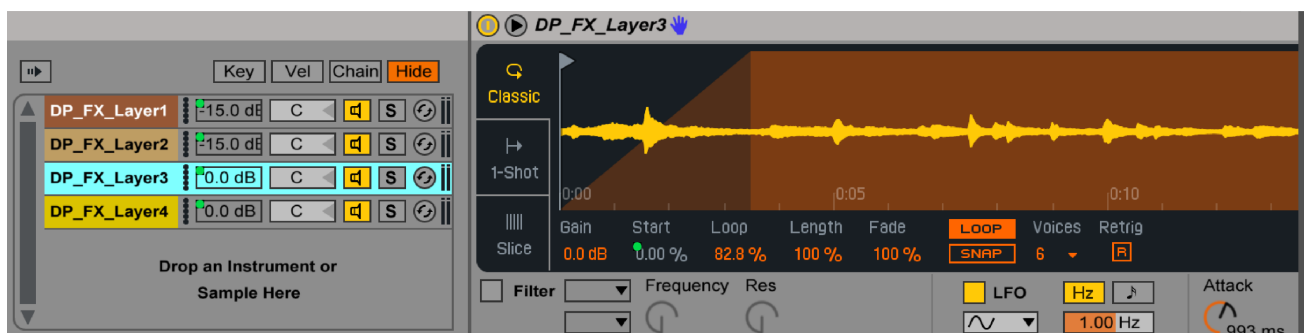 DP_FX_Layer3
Key Vel Chain Hide
DP_FX_Layer1 -15.0 dB C S
DP_FX_Layer2 -15.0 dB C S
DP_FX_Layer3 0.0 dB C S
DP_FX_Layer4 0.0 dB C S
Drop an Instrument or
Sample Here
Classic
1-Shot
Slice
0:00 0:05 0:10
Gain Start Loop Length Fade LOOP Voices Retrig
0.0 dB 0.00 % 82.8 % 100 % 100 % SNAP 6 R
Filter Frequency Res LFO Hz Attack
1.00 Hz 993 ms